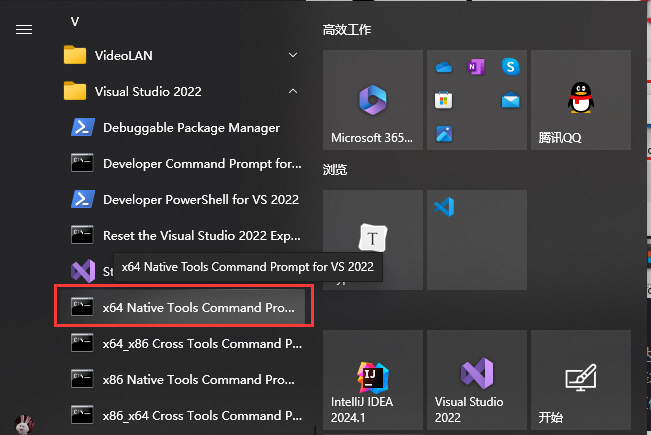 V
VideoLAN
Visual Studio 2022
Debuggable Package Manager
Developer Command Prompt for...
Developer PowerShell for VS 2022
Reset the Visual Studio 2022 Exp...
x64 Native Tools Command Prompt for VS 2022
x64 Native Tools Command Pro...
x64_x86 Cross Tools Command P...
x86 Native Tools Command Pro...
x86_x64 Cross Tools Command P...
高效工作
Microsoft 365...
腾讯QQ
浏览
T
IntelliJ IDEA
2024.1
Visual Studio
2022
开始